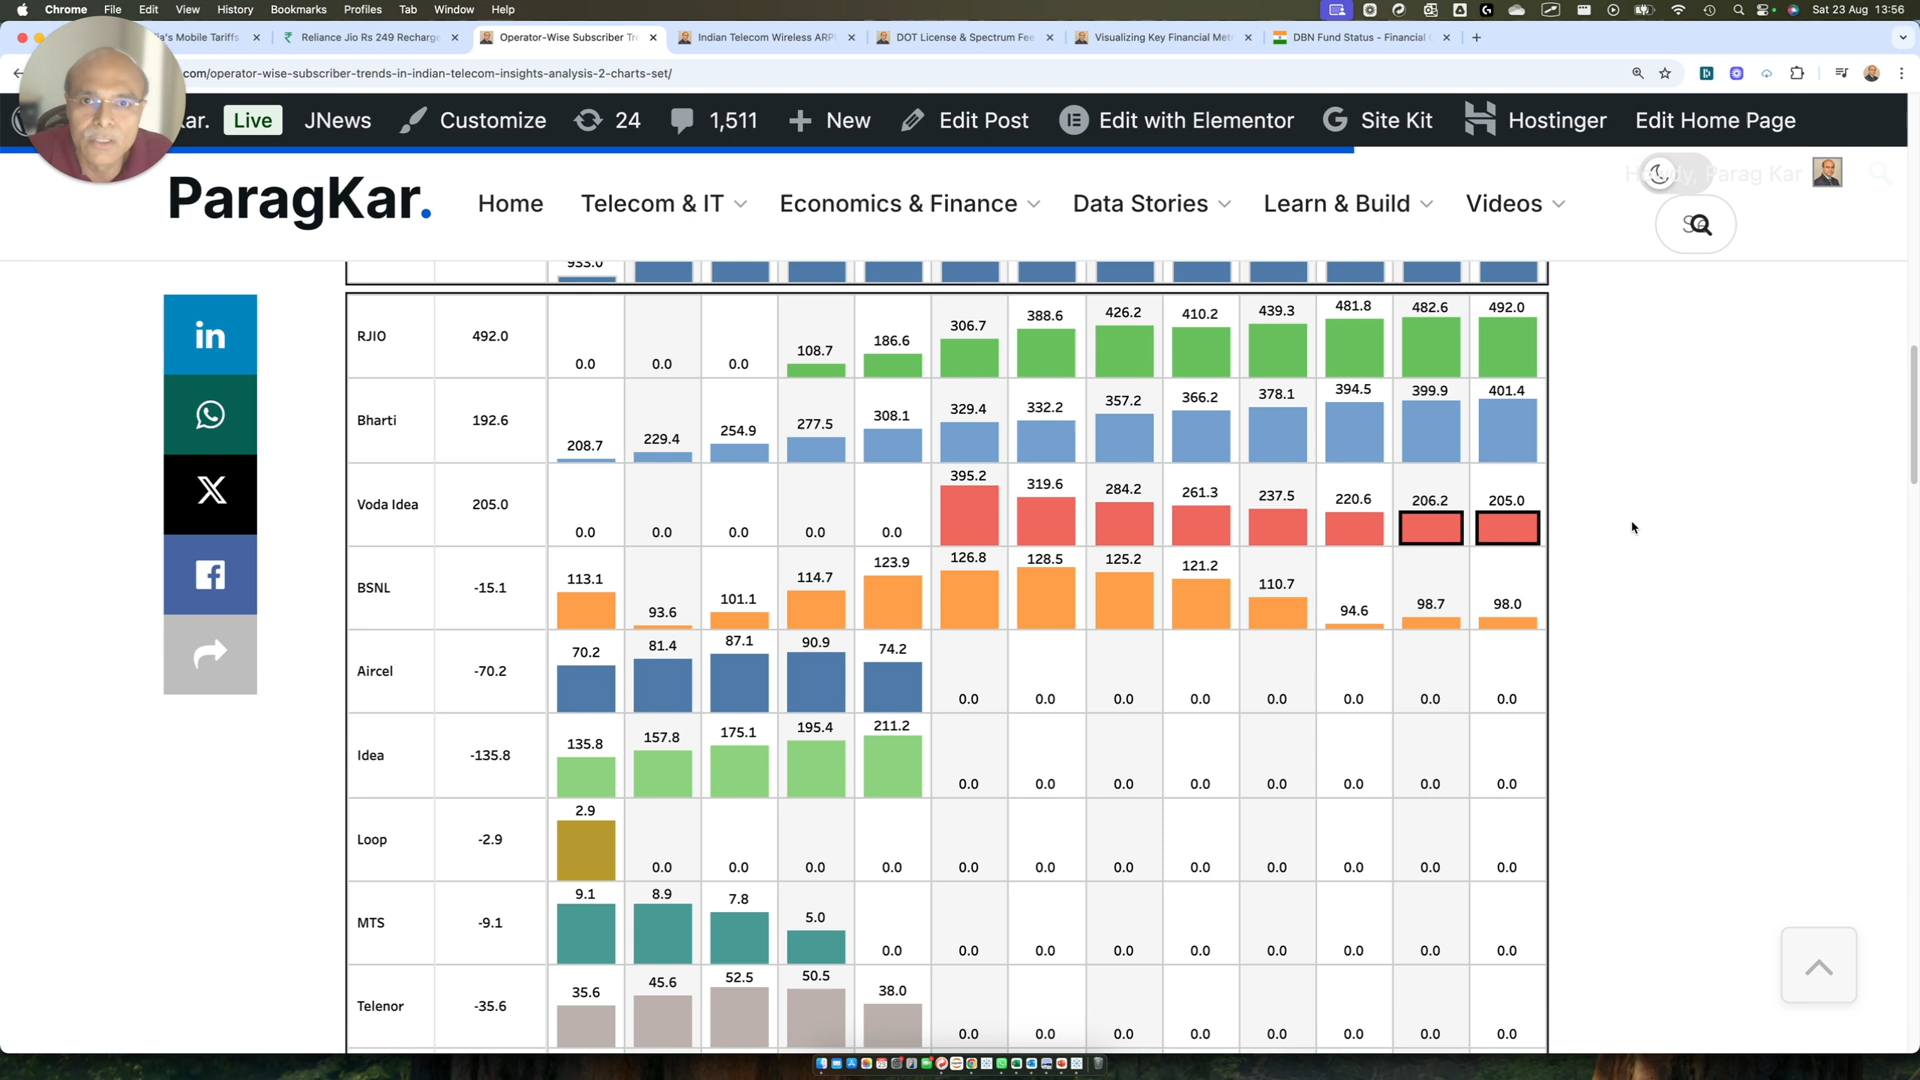 Chrome File Edit View History Bookmarks Profiles Tab Window Help Sat 23 Aug 13:56
ia's Mobile Tariffs Reliance Jio Rs 249 Recharge Operator-Wise Subscriber Tr Indian Telecom Wireless ARP DOT License & Spectrum Fee Visualizing Key Financial Met DBN Fund Status - Financial
.com/operator-wise-subscriber-trends-in-indian-telecom-insights-analysis-2-charts-set/
kar. Live JNews Customize 24 1,511 New Edit Post Edit with Elementor Site Kit Hostinger Edit Home Page
Howdy, Parag Kar
ParagKar. Home Telecom & IT Economics & Finance Data Stories Learn & Build Videos
933.0
RJIO 492.0 0.0 0.0 0.0 108.7 186.6 306.7 388.6 426.2 410.2 439.3 481.8 482.6 492.0
Bharti 192.6 208.7 229.4 254.9 277.5 308.1 329.4 332.2 357.2 366.2 378.1 394.5 399.9 401.4
Voda Idea 205.0 0.0 0.0 0.0 0.0 0.0 395.2 319.6 284.2 261.3 237.5 220.6 206.2 205.0
BSNL -15.1 113.1 93.6 101.1 114.7 123.9 126.8 128.5 125.2 121.2 110.7 94.6 98.7 98.0
Aircel -70.2 70.2 81.4 87.1 90.9 74.2 0.0 0.0 0.0 0.0 0.0 0.0 0.0 0.0
Idea -135.8 135.8 157.8 175.1 195.4 211.2 0.0 0.0 0.0 0.0 0.0 0.0 0.0 0.0
Loop -2.9 2.9 0.0 0.0 0.0 0.0 0.0 0.0 0.0 0.0 0.0 0.0 0.0 0.0
MTS -9.1 9.1 8.9 7.8 5.0 0.0 0.0 0.0 0.0 0.0 0.0 0.0 0.0 0.0
Telenor -35.6 35.6 45.6 52.5 50.5 38.0 0.0 0.0 0.0 0.0 0.0 0.0 0.0 0.0